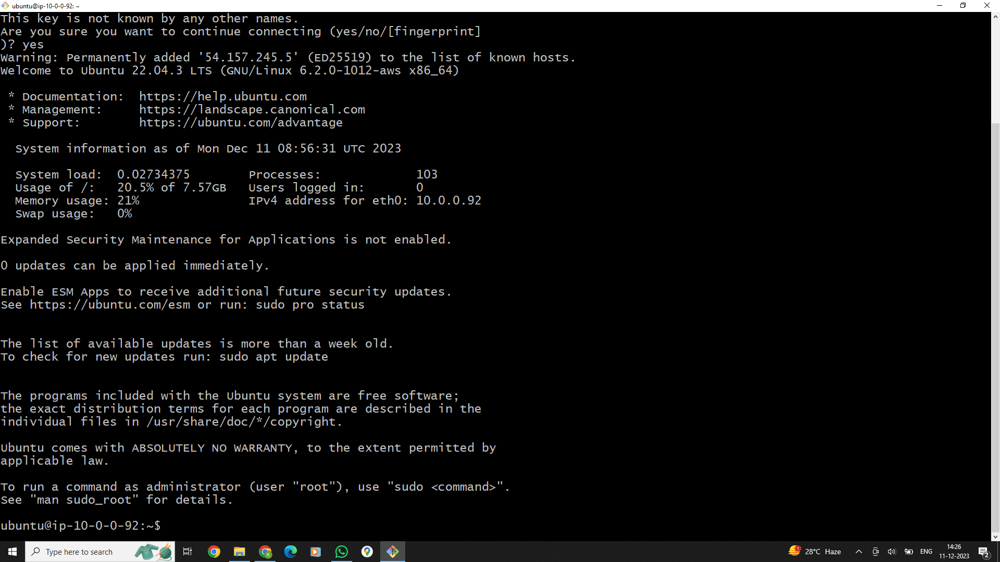 ubuntu@ip-10-0-0-92: ~
This key is not known by any other names.
Are you sure you want to continue connecting (yes/no/[fingerprint]
)? yes
Warning: Permanently added '54.157.245.5' (ED25519) to the list of known hosts.
Welcome to Ubuntu 22.04.3 LTS (GNU/Linux 6.2.0-1012-aws x86_64)
* Documentation:  https://help.ubuntu.com
* Management:     https://landscape.canonical.com
* Support:        https://ubuntu.com/advantage
System information as of Mon Dec 11 08:56:31 UTC 2023
System load:  0.02734375        Processes:             103
Usage of /:   20.5% of 7.57GB   Users logged in:       0
Memory usage: 21%               IPv4 address for eth0: 10.0.0.92
Swap usage:   0%
Expanded Security Maintenance for Applications is not enabled.
0 updates can be applied immediately.
Enable ESM Apps to receive additional future security updates.
See https://ubuntu.com/esm or run: sudo pro status
The list of available updates is more than a week old.
To check for new updates run: sudo apt update
The programs included with the Ubuntu system are free software;
the exact distribution terms for each program are described in the
individual files in /usr/share/doc/*/copyright.
Ubuntu comes with ABSOLUTELY NO WARRANTY, to the extent permitted by
applicable law.
To run a command as administrator (user "root"), use "sudo <command>".
See "man sudo_root" for details.
ubuntu@ip-10-0-0-92:~$
Type here to search
R
1
28°C Haze
ENG
14:26
11-12-2023
2